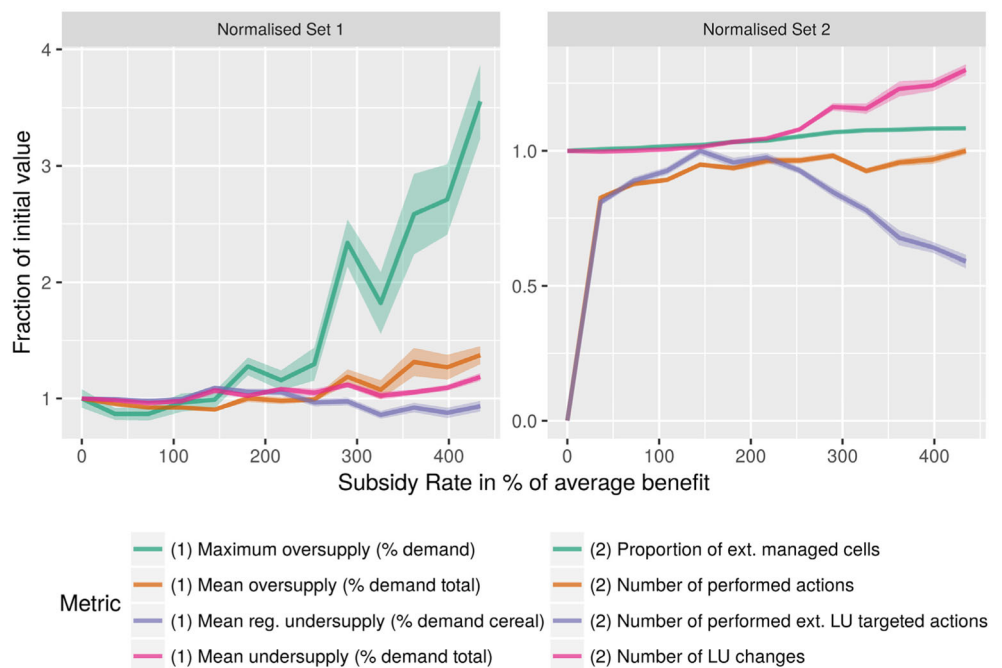 Normalised Set 1
Normalised Set 2
Fraction of initial value
4
3
2
1
1.0
0.5
0.0
0 100 200 300 400
0 100 200 300 400
Subsidy Rate in % of average benefit
Metric
(1) Maximum oversupply (% demand)
(1) Mean oversupply (% demand total)
(1) Mean reg. undersupply (% demand cereal)
(1) Mean undersupply (% demand total)
(2) Proportion of ext. managed cells
(2) Number of performed actions
(2) Number of performed ext. LU targeted actions
(2) Number of LU changes